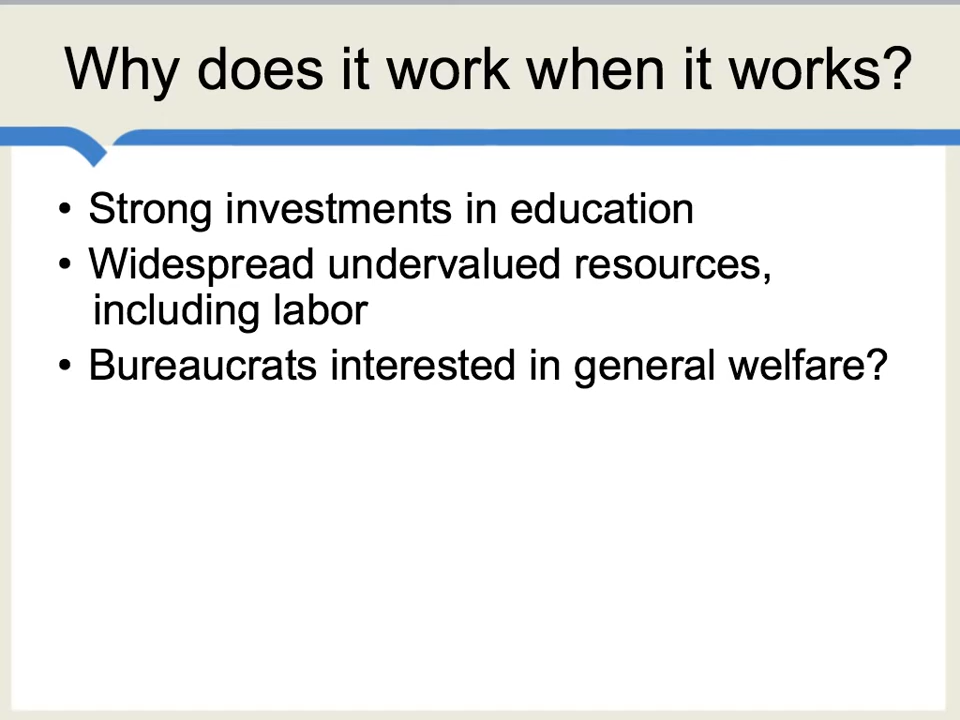 Why does it work when it works?
• Strong investments in education
• Widespread undervalued resources,
including labor
• Bureaucrats interested in general welfare?